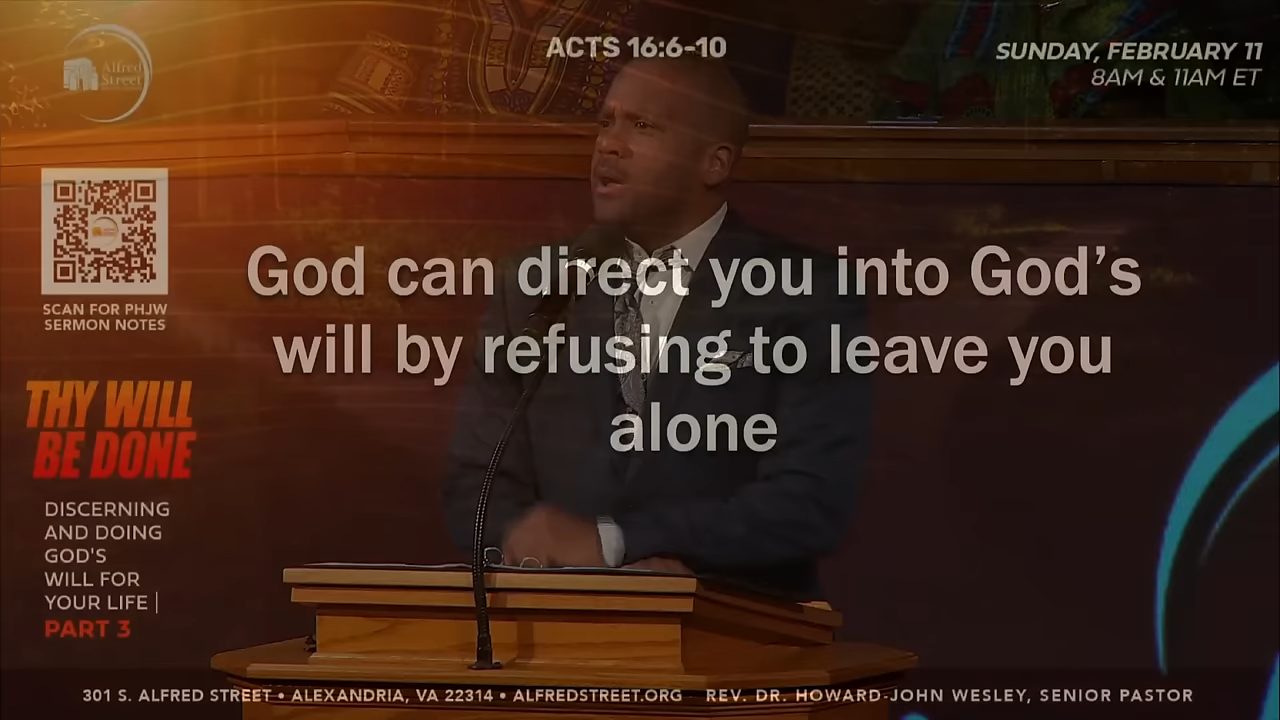 ACTS 16:6-10
SUNDAY, FEBRUARY 11
8AM & 11AM ET
Alfred
Street
SCAN FOR PHJW
SERMON NOTES
God can direct you into God’s
will by refusing to leave you
alone
THY WILL
BE DONE
DISCERNING
AND DOING
GOD'S
WILL FOR
YOUR LIFE |
PART 3
301 S. ALFRED STREET • ALEXANDRIA, VA 22314 • ALFREDSTREET.ORG REV. DR. HOWARD-JOHN WESLEY, SENIOR PASTOR